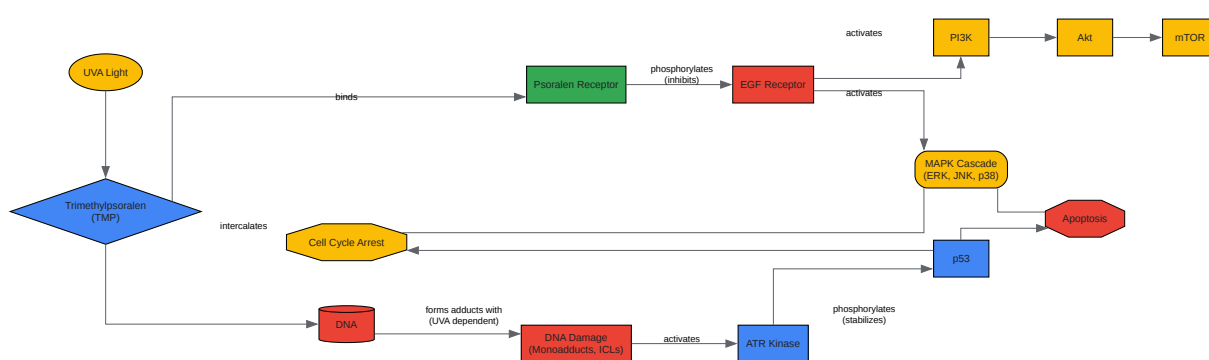 activates
PI3K
Akt
mTOR
UVA Light
phosphorylates
(inhibits)
Psoralen Receptor
EGF Receptor
binds
activates
MAPK Cascade
(ERK, JNK, p38)
Trimethylpsoralen
(TMP)
intercalates
Apoptosis
Cell Cycle Arrest
p53
forms adducts with
(UVA dependent)
phosphorylates
(stabilizes)
DNA
DNA Damage
(Monoadducts, ICLs)
activates
ATR Kinase